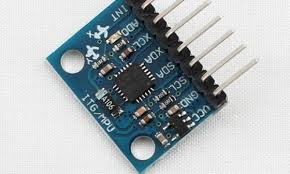 INT
ADO
XCL
XDA
SDA
SCL
GND
VCC
ITG/MPU
X
Y